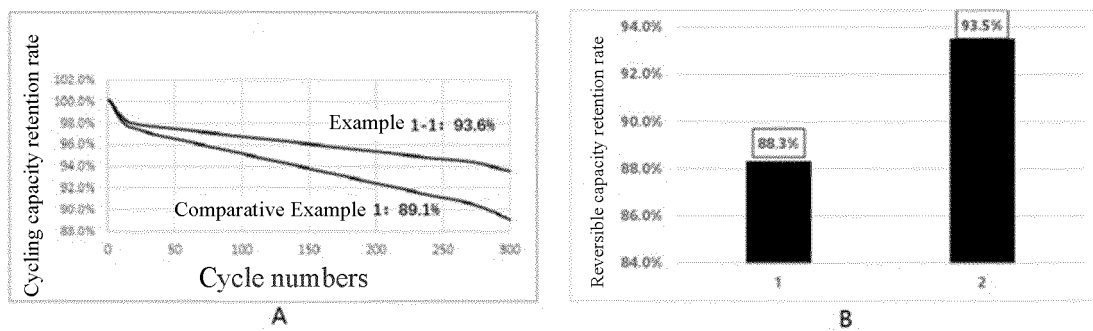 Cycling capacity retention rate
102.0%
100.0%
98.0%
96.0%
94.0%
92.0%
90.0%
88.0%
Example 1-1: 93.6%
Comparative Example 1: 89.1%
0 50 100 150 200 250 300
Cycle numbers
A
Reversible capacity retention rate
94.0%
92.0%
90.0%
88.0%
86.0%
84.0%
88.3%
93.5%
1 2
B